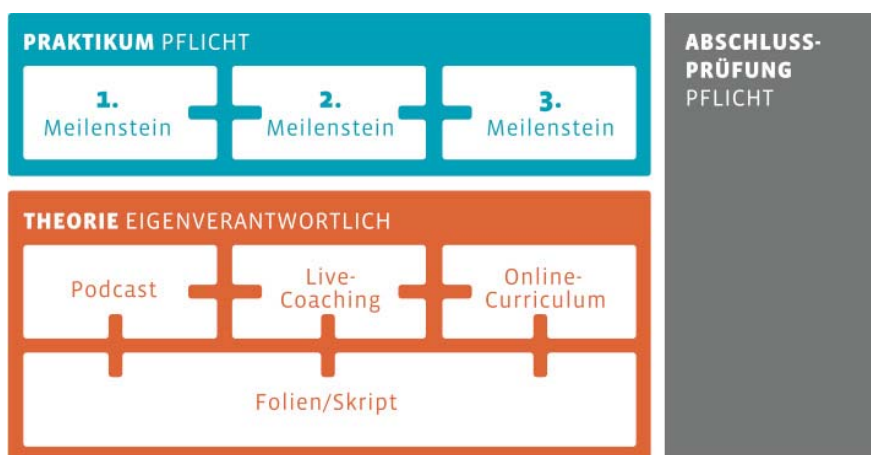 PRAKTIKUM PFLICHT
1.
Meilenstein
2.
Meilenstein
3.
Meilenstein
THEORIE EIGENVERANTWORTLICH
Podcast
Live-
Coaching
Online-
Curriculum
Folien/Skript
ABSCHLUSS-
PRÜFUNG
PFLICHT